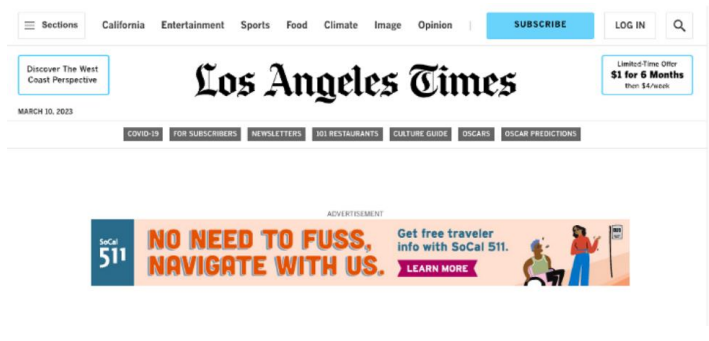 Sections California Entertainment Sports Food Climate Image Opinion SUBSCRIBE LOG IN
Discover The West
Coast Perspective
Los Angeles Times
Limited-Time Offer
$1 for 6 Months
then $4/week
MARCH 10, 2023
COVID-19 FOR SUBSCRIBERS NEWSLETTERS 101 RESTAURANTS CULTURE GUIDE OSCARS OSCAR PREDICTIONS
ADVERTISEMENT
SoCal
511
NO NEED TO FUSS,
NAVIGATE WITH US.
Get free traveler
info with SoCal 511.
LEARN MORE